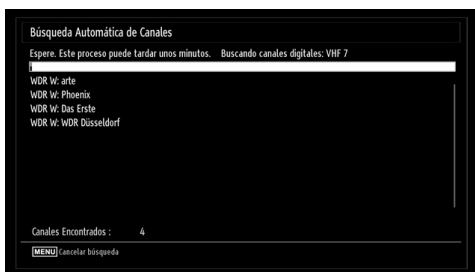 Búsqueda Automática de Canales
Espere. Este proceso puede tardar unos minutos. Buscando canales digitales: VHF 7
WDR W: arte
WDR W: Phoenix
WDR W: Das Erste
WDR W: WDR Düsseldorf
Canales Encontrados : 4
MENU Cancelar búsqueda